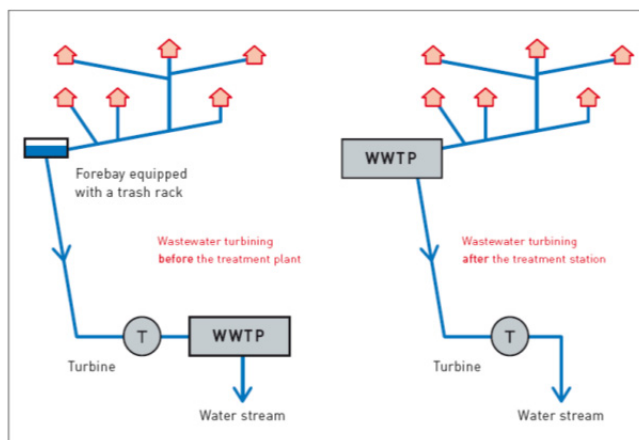 Forebay equipped
with a trash rack
Wastewater turbining
before the treatment plant
T
WWTP
Turbine
Water stream
WWTP
Wastewater turbining
after the treatment station
T
Turbine
Water stream